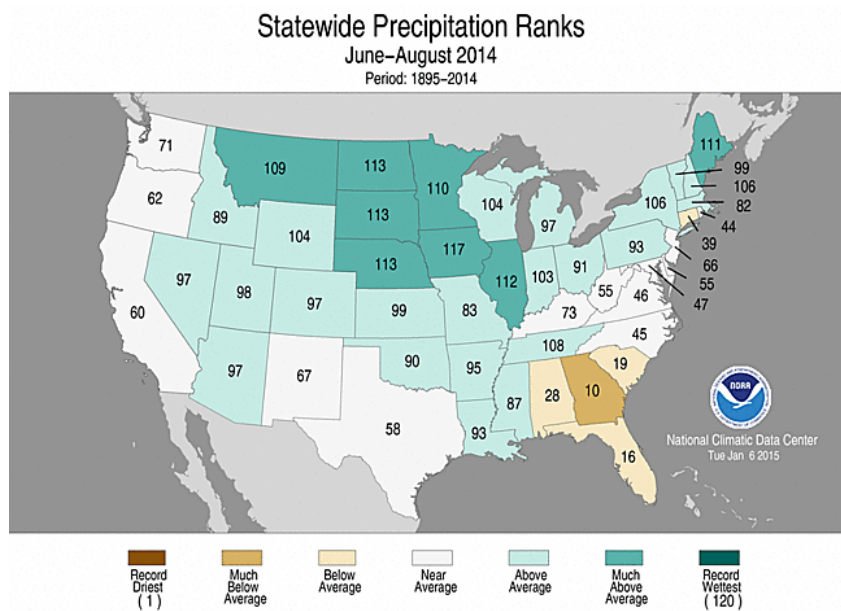 Statewide Precipitation Ranks
June–August 2014
Period: 1895–2014
71
109
113
110
111
99
62
89
104
113
104
97
106
106
82
44
97
98
97
113
117
112
103
91
93
39
66
55
47
60
99
83
73
55
46
97
67
90
95
108
45
58
93
87
28
10
19
16
NOAA
National Climatic Data Center
Tue Jan 6 2015
Record
Driest
(1)
Much
Below
Average
Below
Average
Near
Average
Above
Average
Much
Above
Average
Record
Wettest
(120)